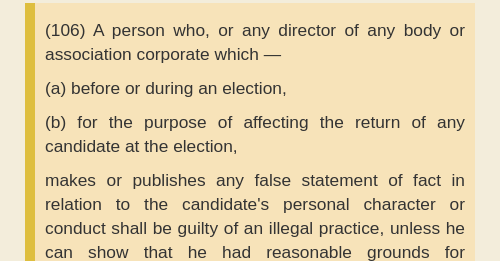 (106) A person who, or any director of any body or
association corporate which —
(a) before or during an election,
(b) for the purpose of affecting the return of any
candidate at the election,
makes or publishes any false statement of fact in
relation to the candidate's personal character or
conduct shall be guilty of an illegal practice, unless he
can show that he had reasonable grounds for